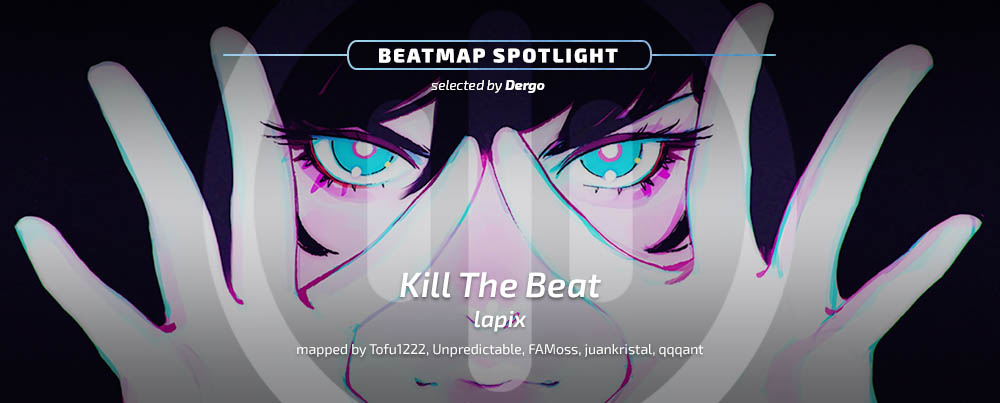 BEATMAP SPOTLIGHT
selected by Dergo
Kill The Beat
lapix
mapped by Tofu1222, Unpredictable, FAMoss, juankristal, qqqant